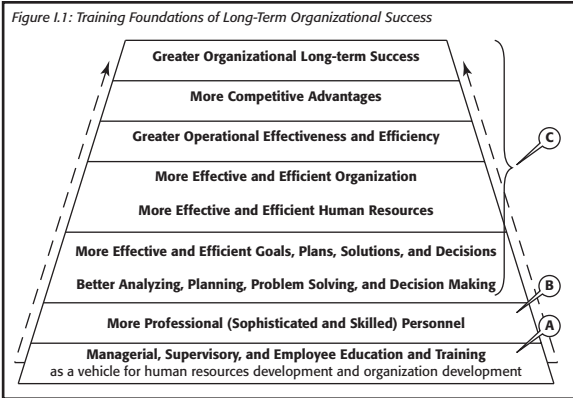 Figure I.1: Training Foundations of Long-Term Organizational Success
Greater Organizational Long-term Success
More Competitive Advantages
Greater Operational Effectiveness and Efficiency
C
More Effective and Efficient Organization
More Effective and Efficient Human Resources
More Effective and Efficient Goals, Plans, Solutions, and Decisions
Better Analyzing, Planning, Problem Solving, and Decision Making
B
More Professional (Sophisticated and Skilled) Personnel
A
Managerial, Supervisory, and Employee Education and Training
as a vehicle for human resources development and organization development